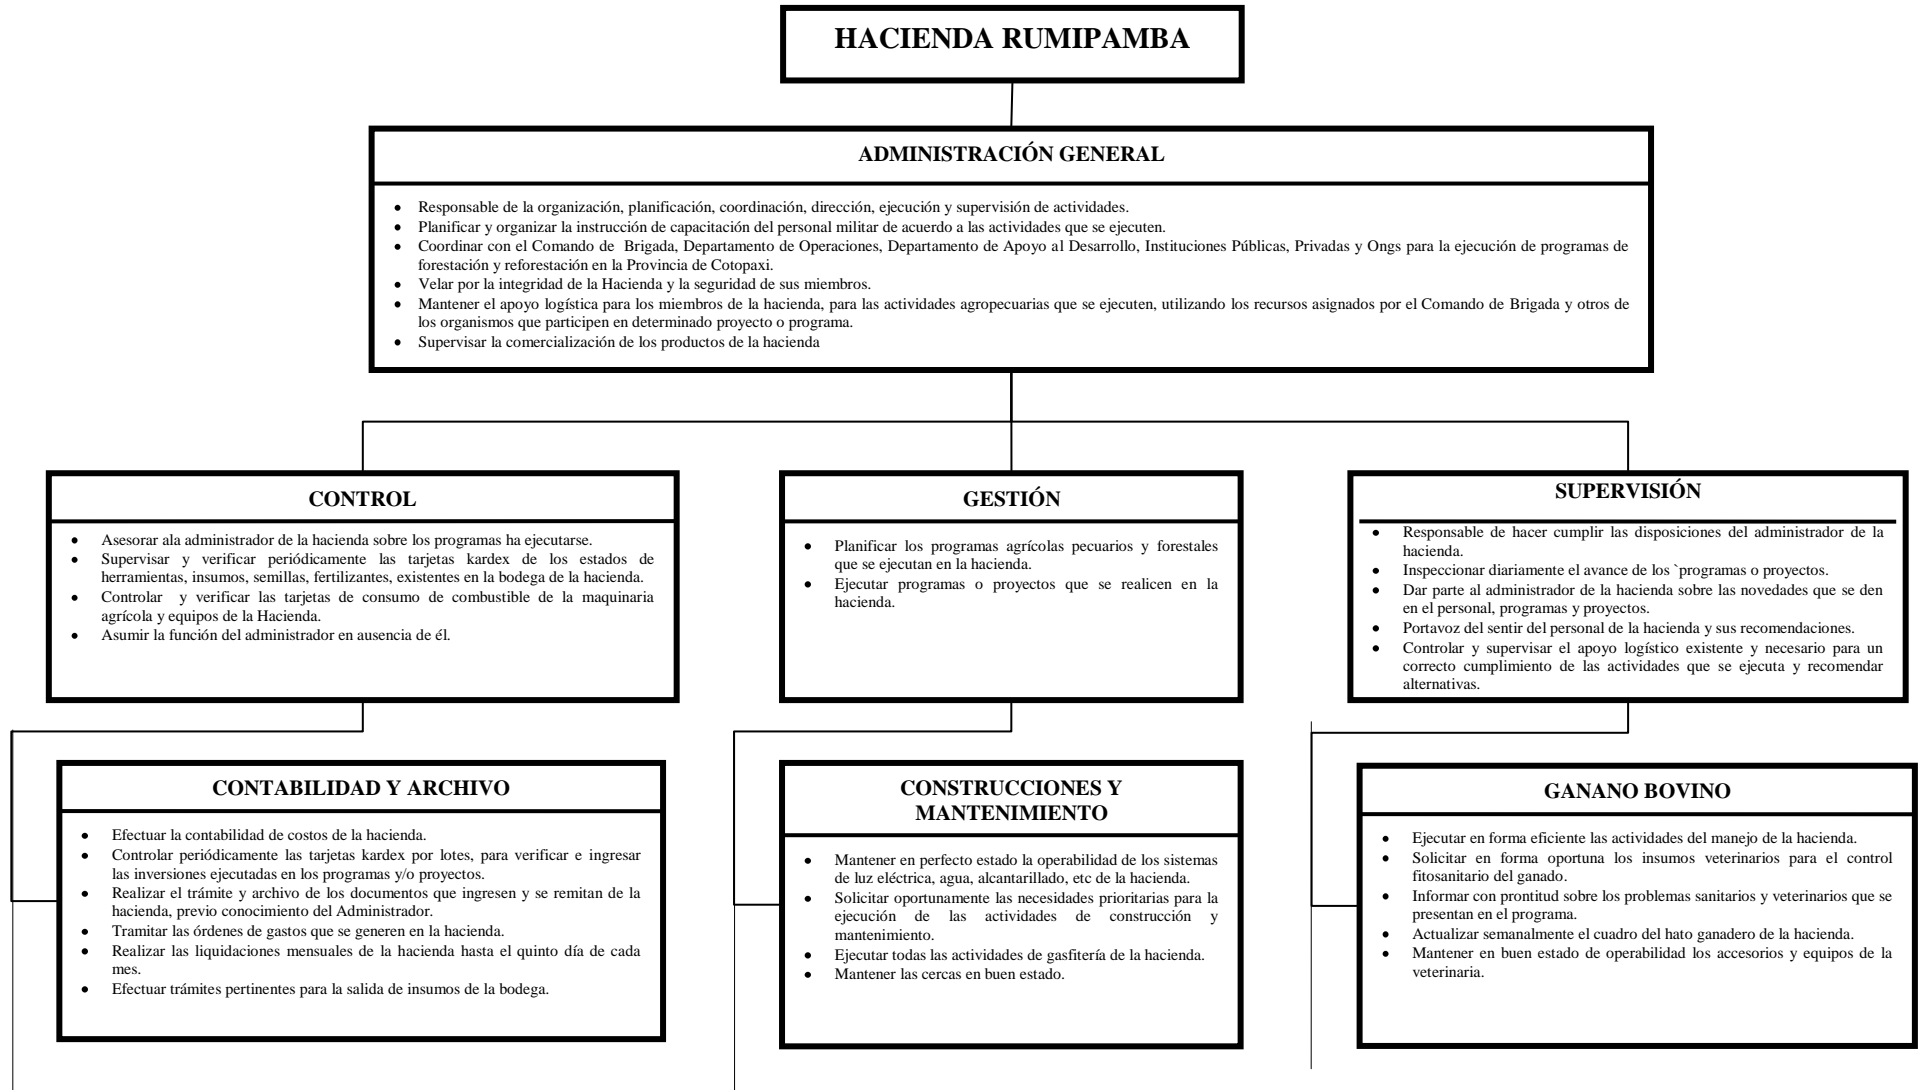 HACIENDA RUMIPAMBA
ADMINISTRACIÓN GENERAL
• Responsable de la organización, planificación, coordinación, dirección, ejecución y supervisión de actividades.
• Planificar y organizar la instrucción de capacitación del personal militar de acuerdo a las actividades que se ejecuten.
• Coordinar con el Comando de Brigada, Departamento de Operaciones, Departamento de Apoyo al Desarrollo, Instituciones Públicas, Privadas y Ongs para la ejecución de programas de
forestación y reforestación en la Provincia de Cotopaxi.
• Velar por la integridad de la Hacienda y la seguridad de sus miembros.
• Mantener el apoyo logística para los miembros de la hacienda, para las actividades agropecuarias que se ejecuten, utilizando los recursos asignados por el Comando de Brigada y otros de
los organismos que participen en determinado proyecto o programa.
• Supervisar la comercialización de los productos de la hacienda
CONTROL
• Asesorar ala administrador de la hacienda sobre los programas ha ejecutarse.
• Supervisar y verificar periódicamente las tarjetas kardex de los estados de
herramientas, insumos, semillas, fertilizantes, existentes en la bodega de la hacienda.
• Controlar y verificar las tarjetas de consumo de combustible de la maquinaria
agrícola y equipos de la Hacienda.
• Asumir la función del administrador en ausencia de él.
GESTIÓN
• Planificar los programas agrícolas pecuarios y forestales
que se ejecutan en la hacienda.
• Ejecutar programas o proyectos que se realicen en la
hacienda.
SUPERVISIÓN
• Responsable de hacer cumplir las disposiciones del administrador de la
hacienda.
• Inspeccionar diariamente el avance de los `programas o proyectos.
• Dar parte al administrador de la hacienda sobre las novedades que se den
en el personal, programas y proyectos.
• Portavoz del sentir del personal de la hacienda y sus recomendaciones.
• Controlar y supervisar el apoyo logístico existente y necesario para un
correcto cumplimiento de las actividades que se ejecuta y recomendar
alternativas.
CONTABILIDAD Y ARCHIVO
• Efectuar la contabilidad de costos de la hacienda.
• Controlar periódicamente las tarjetas kardex por lotes, para verificar e ingresar
las inversiones ejecutadas en los programas y/o proyectos.
• Realizar el trámite y archivo de los documentos que ingresen y se remitan de la
hacienda, previo conocimiento del Administrador.
• Tramitar las órdenes de gastos que se generen en la hacienda.
• Realizar las liquidaciones mensuales de la hacienda hasta el quinto día de cada
mes.
• Efectuar trámites pertinentes para la salida de insumos de la bodega.
CONSTRUCCIONES Y
MANTENIMIENTO
• Mantener en perfecto estado la operabilidad de los sistemas
de luz eléctrica, agua, alcantarillado, etc de la hacienda.
• Solicitar oportunamente las necesidades prioritarias para la
ejecución de las actividades de construcción y
mantenimiento.
• Ejecutar todas las actividades de gasfitería de la hacienda.
• Mantener las cercas en buen estado.
GANANO BOVINO
• Ejecutar en forma eficiente las actividades del manejo de la hacienda.
• Solicitar en forma oportuna los insumos veterinarios para el control
fitosanitario del ganado.
• Informar con prontitud sobre los problemas sanitarios y veterinarios que se
presentan en el programa.
• Actualizar semanalmente el cuadro del hato ganadero de la hacienda.
• Mantener en buen estado de operabilidad los accesorios y equipos de la
veterinaria.